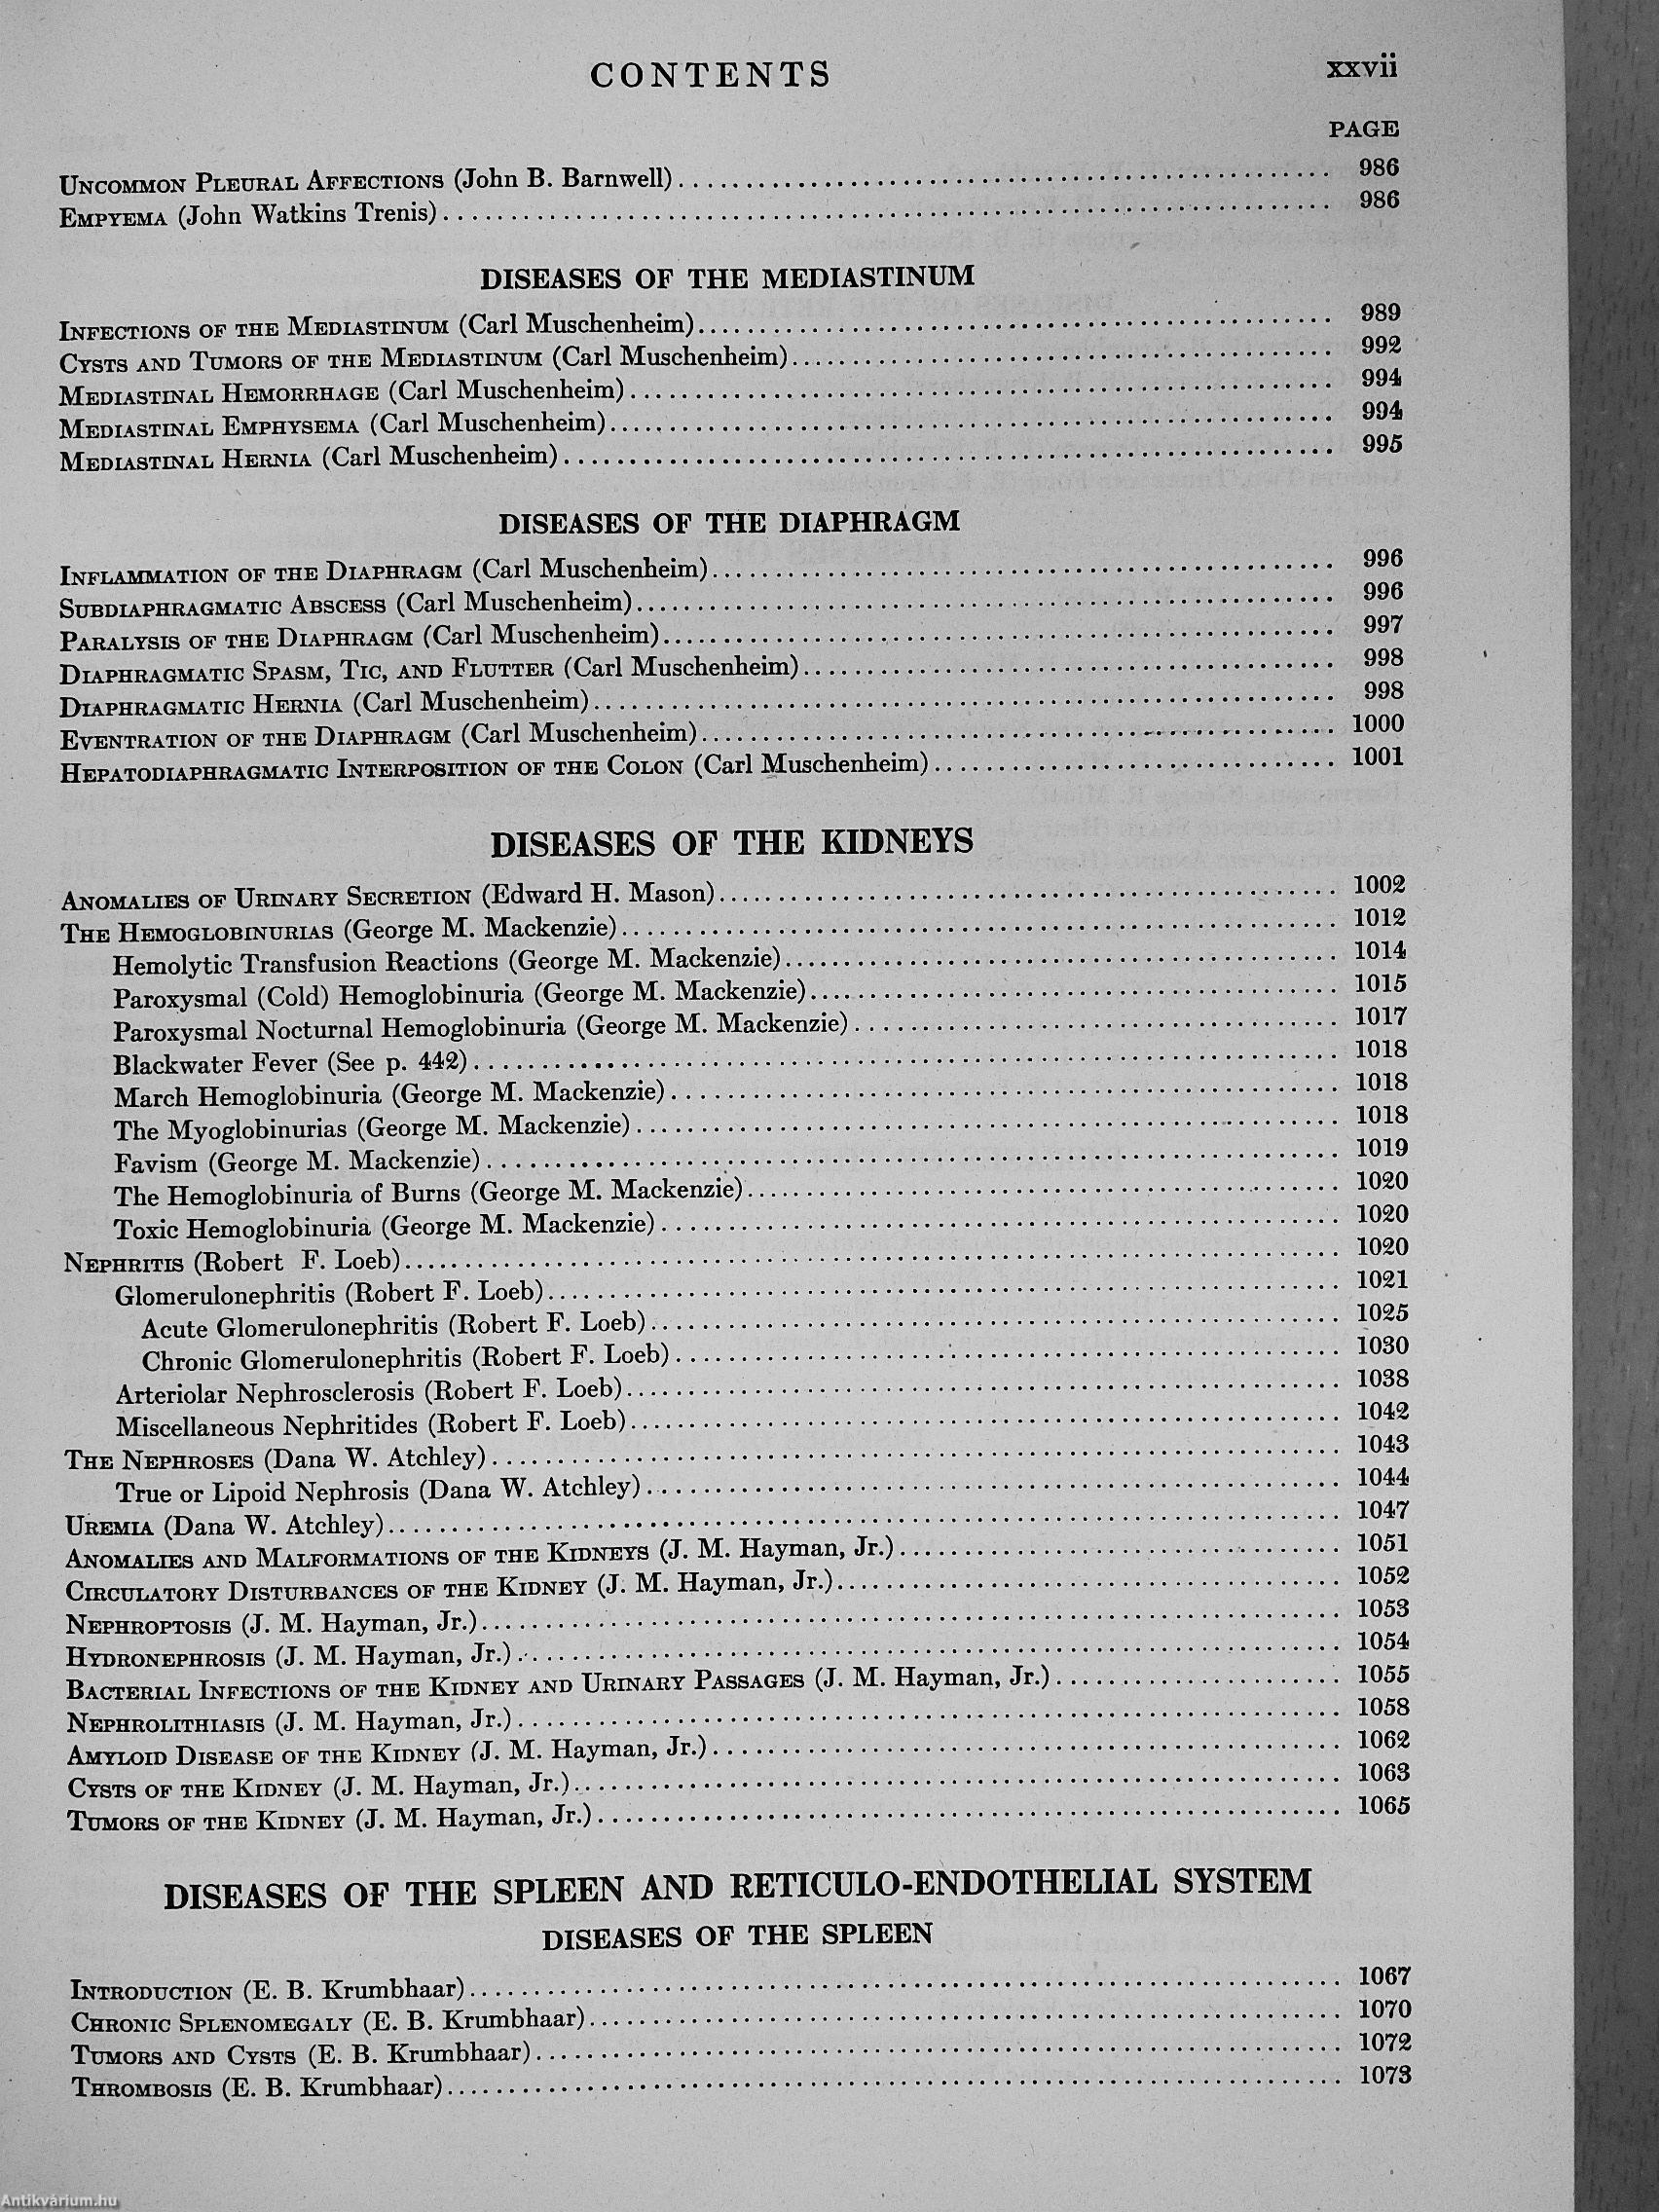 CONTENTS xxvii
PAGE
UNCOMMON PLEURAL AFFECTIONS (John B. Barnwell) 986
EMPYEMA (John Watkins Trenis) 986
DISEASES OF THE MEDIASTINUM
INFECTIONS OF THE MEDIASTINUM (Carl Muschenheim) 989
CYSTS AND TUMORS OF THE MEDIASTINUM (Carl Muschenheim) 992
MEDIASTINAL HEMORRHAGE (Carl Muschenheim) 994
MEDIASTINAL EMPHYSEMA (Carl Muschenheim) 994
MEDIASTINAL HERNIA (Carl Muschenheim) 995
DISEASES OF THE DIAPHRAGM
INFLAMMATION OF THE DIAPHRAGM (Carl Muschenheim) 996
SUBDIAPHRAGMATIC ABSCESS (Carl Muschenheim) 996
PARALYSIS OF THE DIAPHRAGM (Carl Muschenheim) 997
DIAPHRAGMATIC SPASM, TIC, AND FLUTTER (Carl Muschenheim) 998
DIAPHRAGMATIC HERNIA (Carl Muschenheim) 998
EVENTRATION OF THE DIAPHRAGM (Carl Muschenheim) 1000
HEPATODIAPHRAGMATIC INTERPOSITION OF THE COLON (Carl Muschenheim) 1001
DISEASES OF THE KIDNEYS
ANOMALIES OF URINARY SECRETION (Edward H. Mason) 1002
THE HEMOGLOBINURIAS (George M. Mackenzie) 1012
Hemolytic Transfusion Reactions (George M. Mackenzie) 1014
Paroxysmal (Cold) Hemoglobinuria (George M. Mackenzie) 1015
Paroxysmal Nocturnal Hemoglobinuria (George M. Mackenzie) 1017
Blackwater Fever (See p. 442) 1018
March Hemoglobinuria (George M. Mackenzie) 1018
The Myoglobinurias (George M. Mackenzie) 1018
Favism (George M. Mackenzie) 1019
The Hemoglobinuria of Burns (George M. Mackenzie) 1020
Toxic Hemoglobinuria (George M. Mackenzie) 1020
NEPHRITIS (Robert F. Loeb) 1020
Glomerulonephritis (Robert F. Loeb) 1021
Acute Glomerulonephritis (Robert F. Loeb) 1025
Chronic Glomerulonephritis (Robert F. Loeb) 1030
Arteriolar Nephrosclerosis (Robert F. Loeb) 1038
Miscellaneous Nephritides (Robert F. Loeb) 1042
THE NEPHROSES (Dana W. Atchley) 1043
True or Lipoid Nephrosis (Dana W. Atchley) 1044
UREMIA (Dana W. Atchley) 1047
ANOMALIES AND MALFORMATIONS OF THE KIDNEYS (J. M. Hayman, Jr.) 1051
CIRCULATORY DISTURBANCES OF THE KIDNEY (J. M. Hayman, Jr.) 1052
NEPHROPTOSIS (J. M. Hayman, Jr.) 1053
HYDRONEPHROSIS (J. M. Hayman, Jr.) 1054
BACTERIAL INFECTIONS OF THE KIDNEY AND URINARY PASSAGES (J. M. Hayman, Jr.) 1055
NEPHROLITHIASIS (J. M. Hayman, Jr.) 1058
AMYLOID DISEASE OF THE KIDNEY (J. M. Hayman, Jr.) 1062
CYSTS OF THE KIDNEY (J. M. Hayman, Jr.) 1063
TUMORS OF THE KIDNEY (J. M. Hayman, Jr.) 1065
DISEASES OF THE SPLEEN AND RETICULO-ENDOTHELIAL SYSTEM
DISEASES OF THE SPLEEN
INTRODUCTION (E. B. Krumbhaar) 1067
CHRONIC SPLENOMEGALY (E. B. Krumbhaar) 1070
TUMORS AND CYSTS (E. B. Krumbhaar) 1072
THROMBOSIS (E. B. Krumbhaar) 1073
Antikvárium.hu